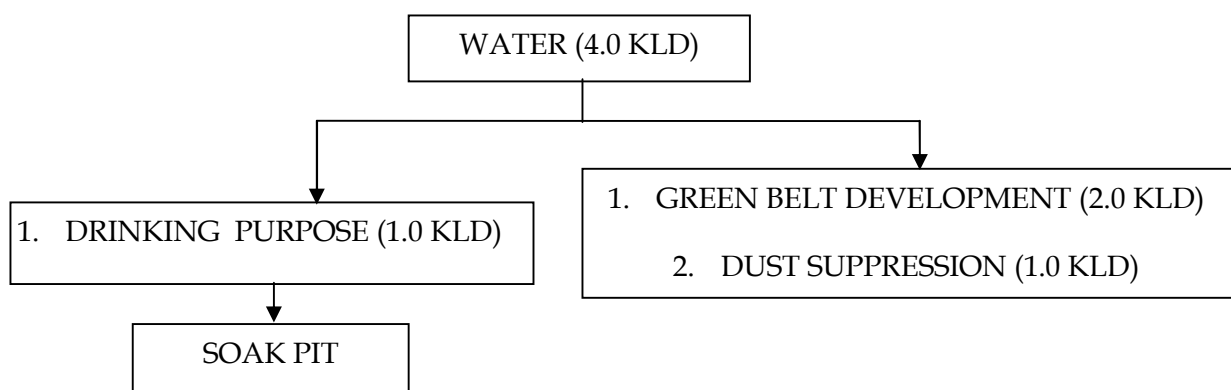 WATER (4.0 KLD)
1. DRINKING PURPOSE (1.0 KLD)
SOAK PIT
1. GREEN BELT DEVELOPMENT (2.0 KLD)
2. DUST SUPPRESSION (1.0 KLD)